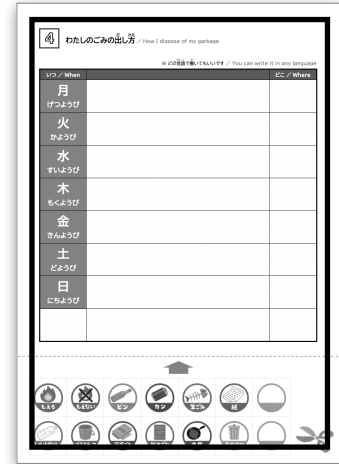 4 わたしのごみの出し方 / How I dispose of my garbage
※ どの言語で書いてもいいです / You can write it in any language
いつ / When どこ / Where
月
げつようび
火
かようび
水
すいようび
木
もくようび
金
きんようび
土
どようび
日
にちようび
もえる もえない ビン カン 生ごみ 紙